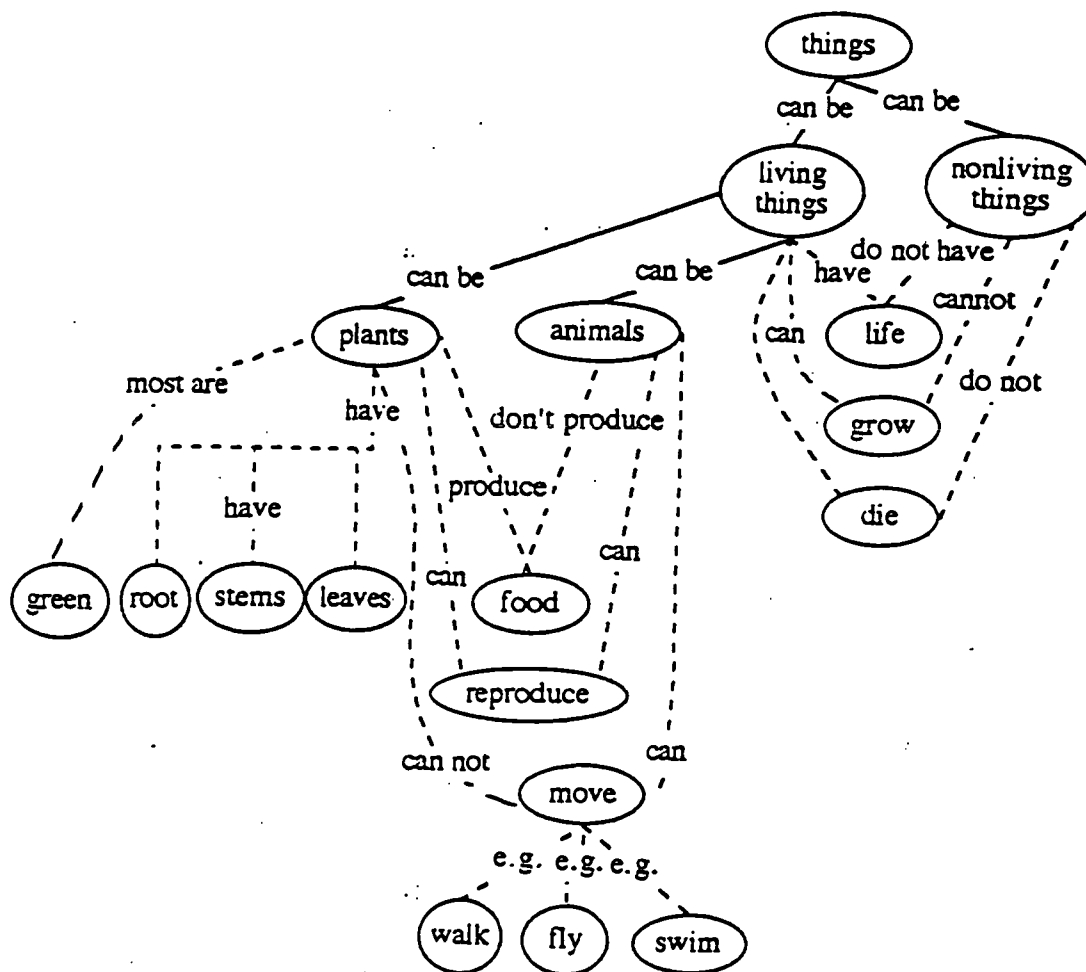 things
can be
can be
living
things
nonliving
things
can be
can be
have
do not have
plants
animals
can
life
cannot
most are
have
don't produce
grow
do not
produce
have
die
can
can
green
root
stems
leaves
food
reproduce
can not
can
move
e.g.
e.g.
e.g.
walk
fly
swim